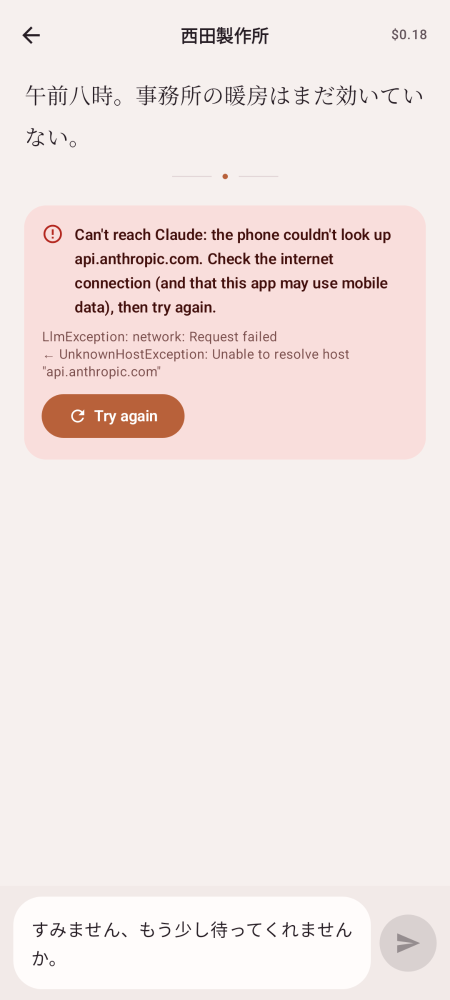 西田製作所
$0.18
午前八時。事務所の暖房はまだ効いてい
ない。
Can't reach Claude: the phone couldn't look up
api.anthropic.com. Check the internet
connection (and that this app may use mobile
data), then try again.
LlmException: network: Request failed
← UnknownHostException: Unable to resolve host
"api.anthropic.com"
Try again
すみません、もう少し待ってくれません
か。